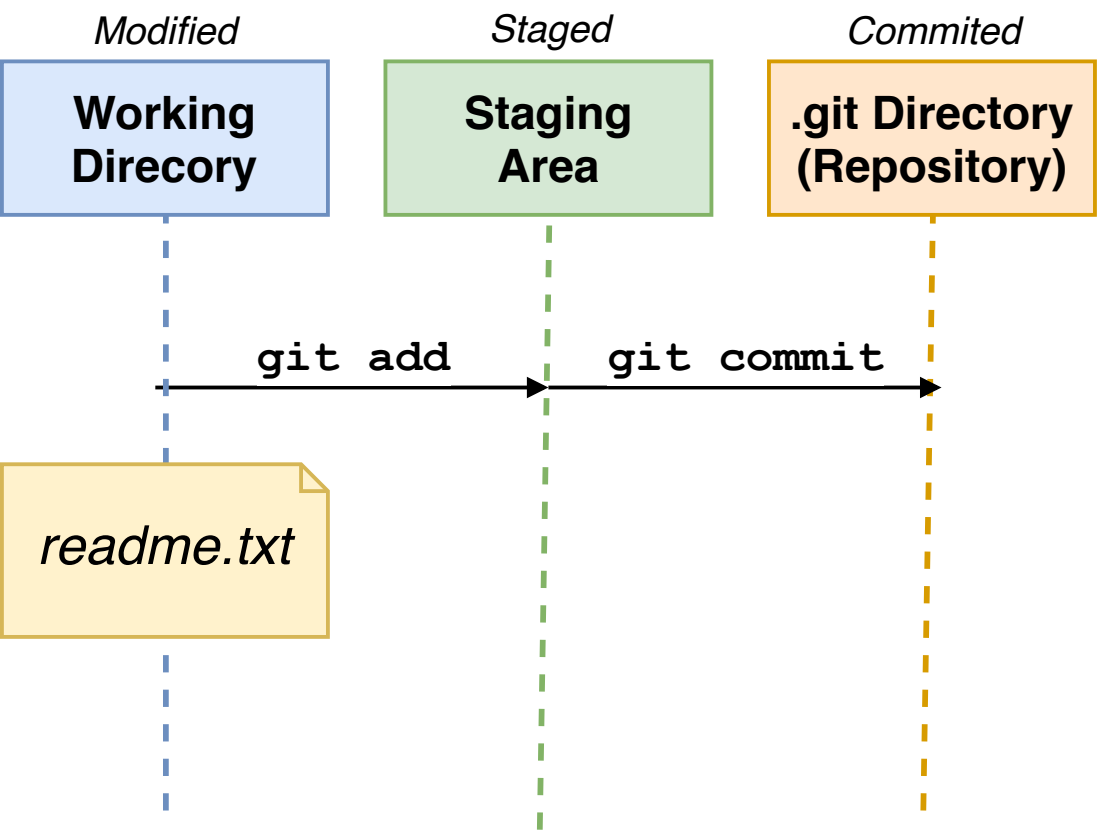 Modified
Staged
Commited
Working
Direcory
Staging
Area
.git Directory
(Repository)
git add
git commit
readme.txt